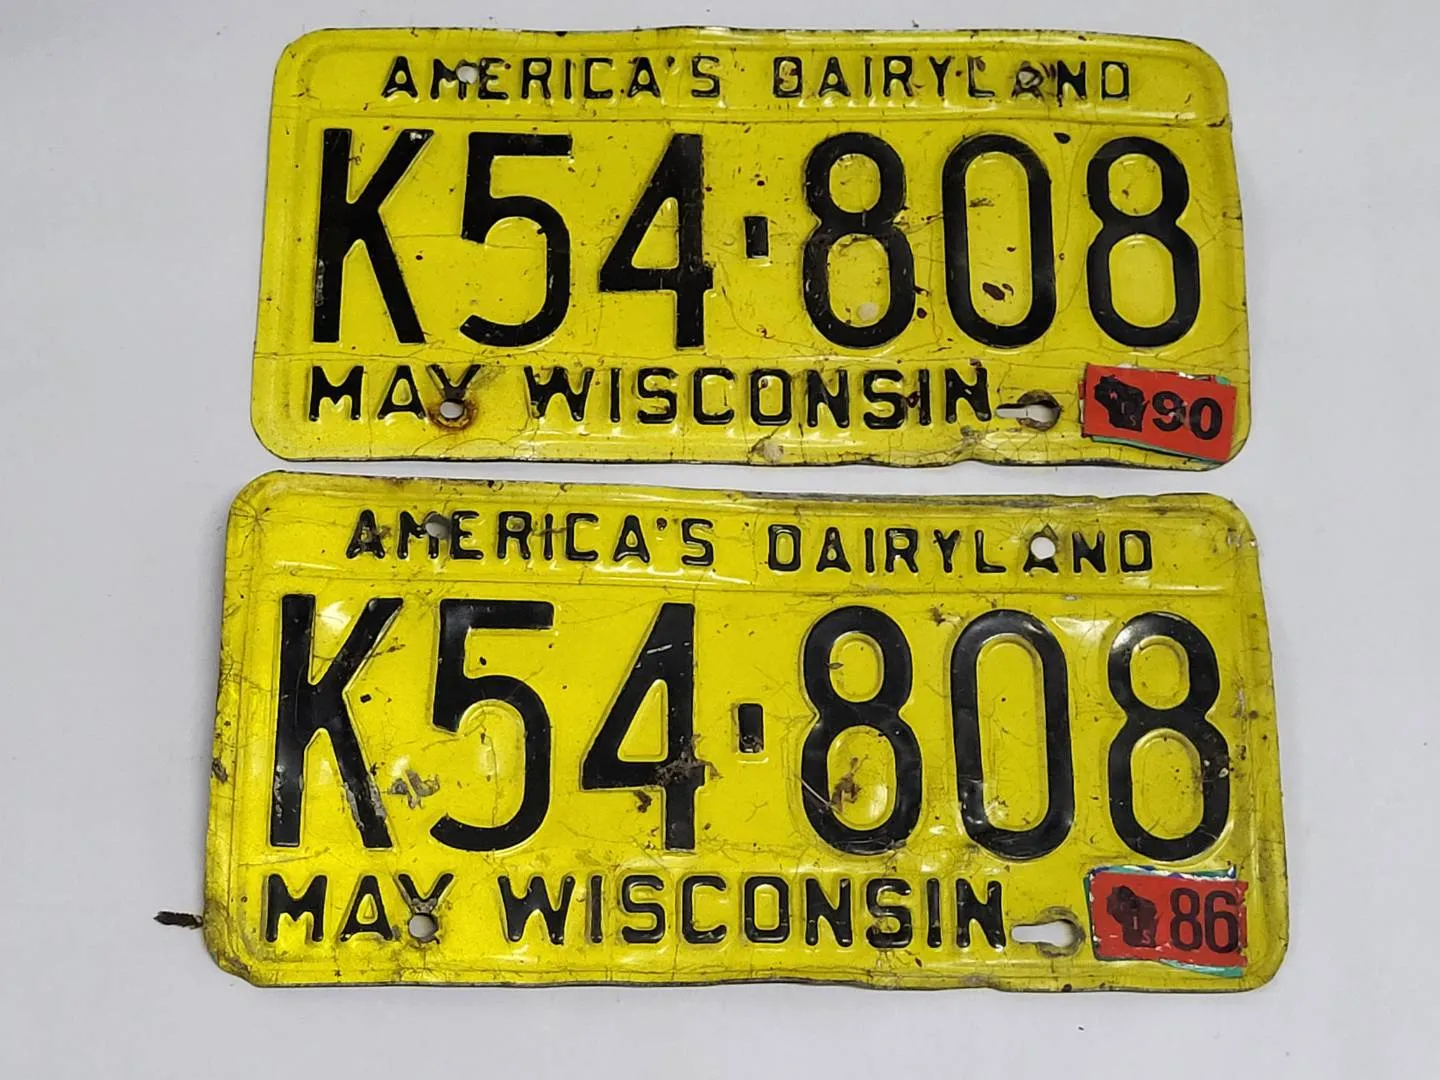 AMERICA'S DAIRYLAND
K54-808
MAY WISCONSIN 90
AMERICA'S DAIRYLAND
K54-808
MAY WISCONSIN 86